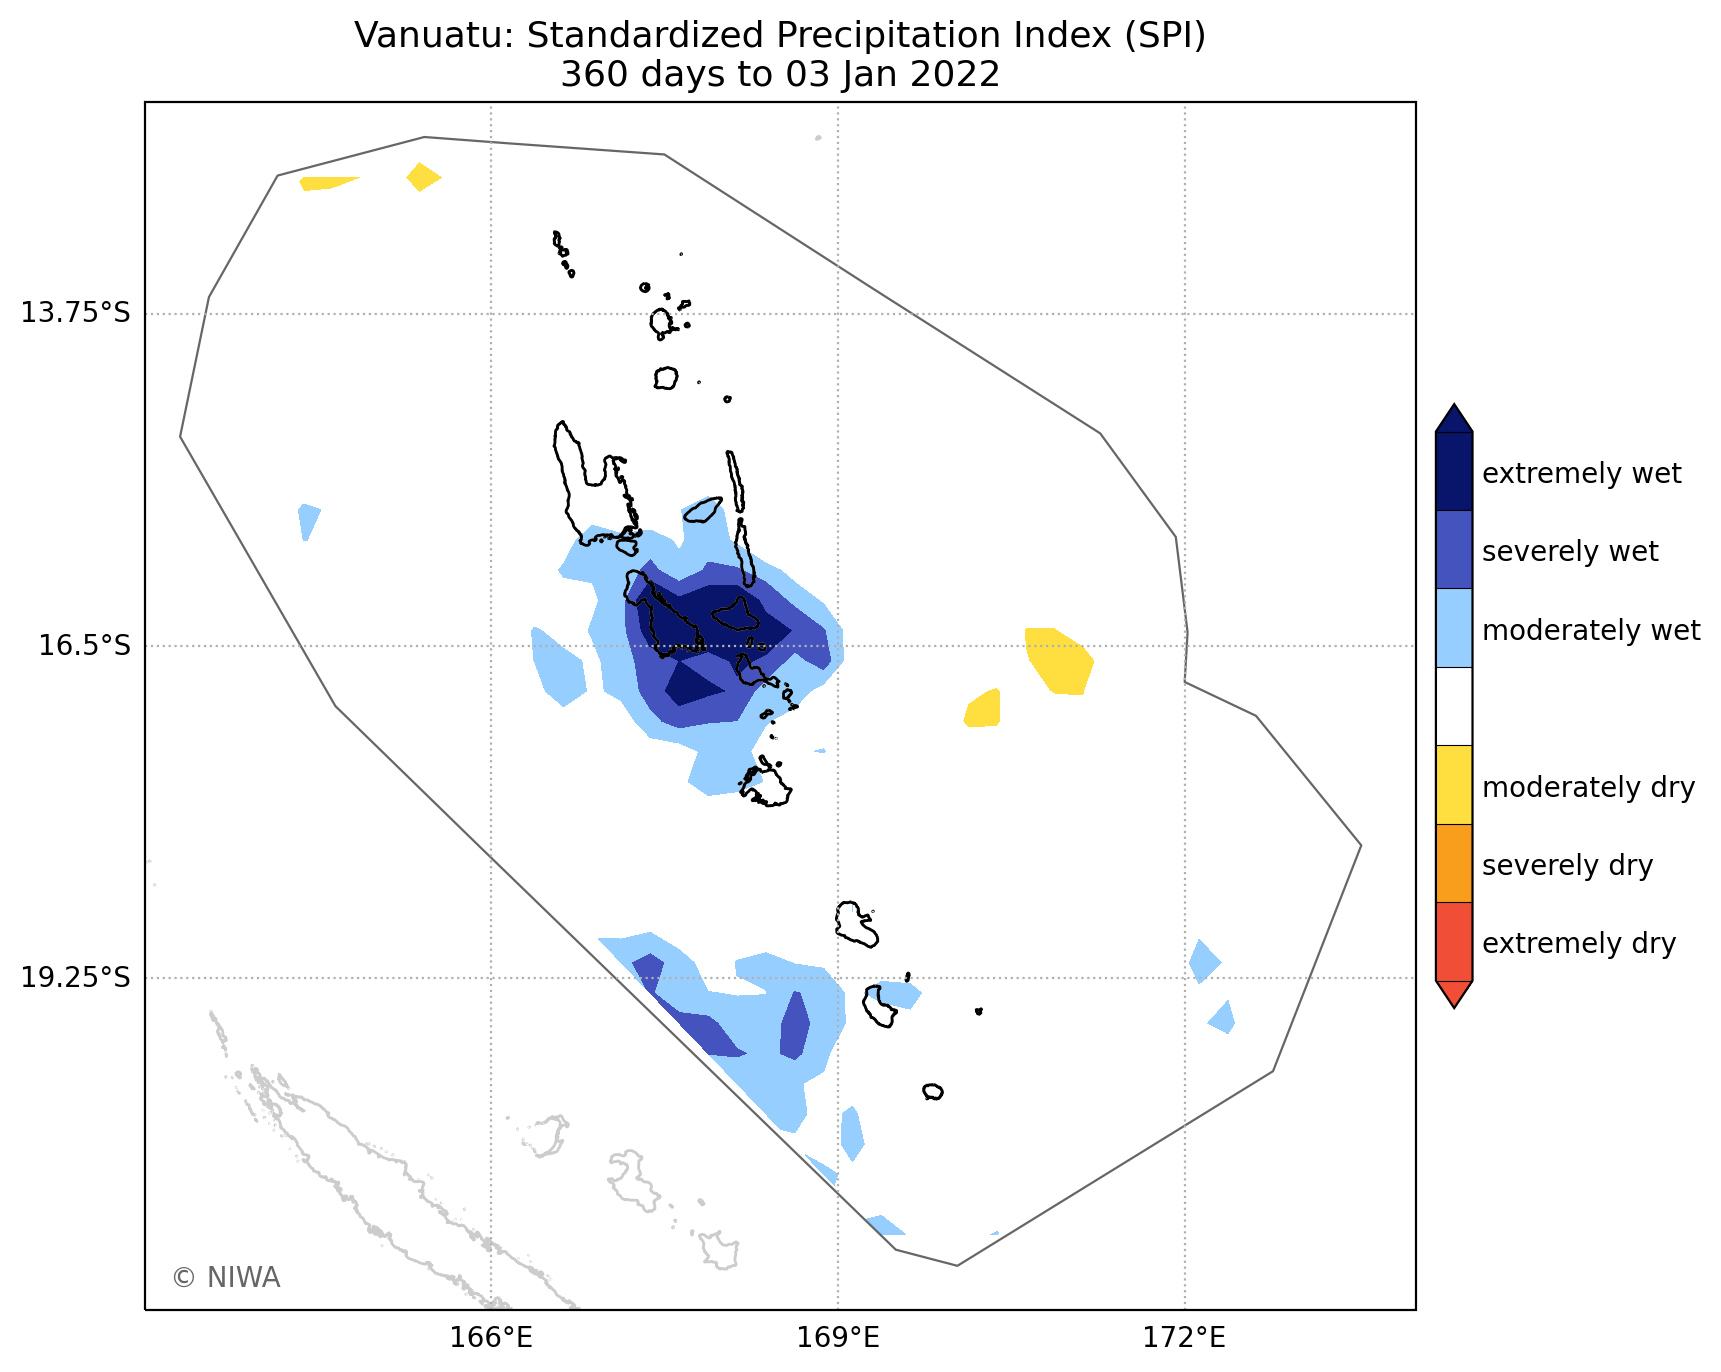 Vanuatu: Standardized Precipitation Index (SPI)
360 days to 03 Jan 2022
13.75°S
16.5°S
19.25°S
166°E
169°E
172°E
extremely wet
severely wet
moderately wet
moderately dry
severely dry
extremely dry
© NIWA